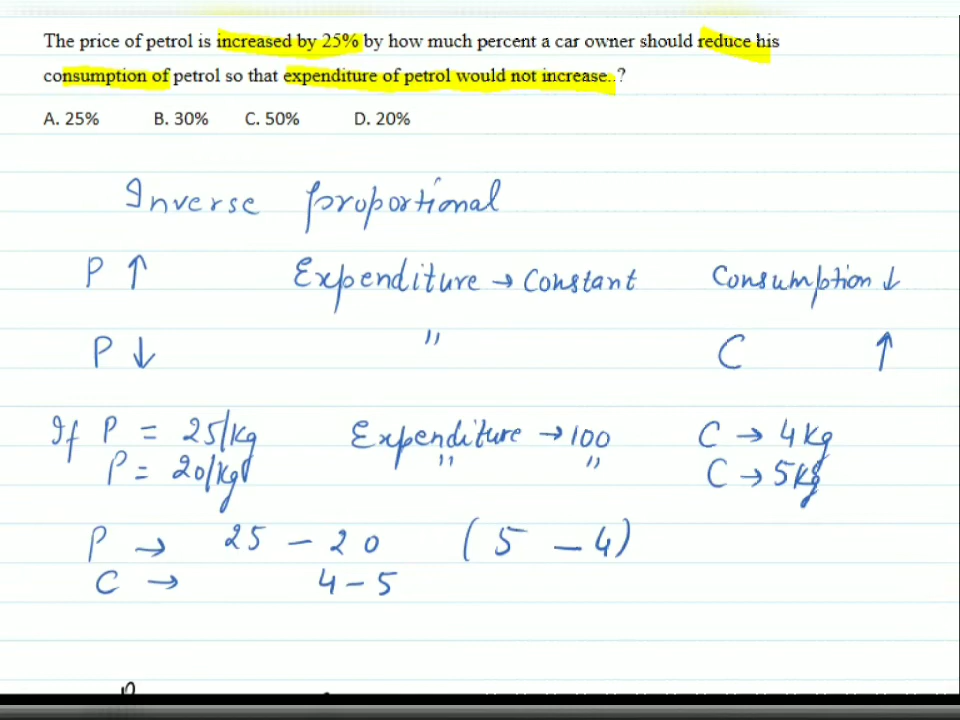 The price of petrol is increased by 25% by how much percent a car owner should reduce his
consumption of petrol so that expenditure of petrol would not increase..?
A. 25% B. 30% C. 50% D. 20%
Inverse proportional
P ↑ Expenditure → Constant Consumption ↓
P ↓ " C ↑
If P = 25/kg Expenditure → 100 C → 4 kg
P = 20/kg " " C → 5 kg
P → 25 - 20 (5 - 4)
C → 4 - 5